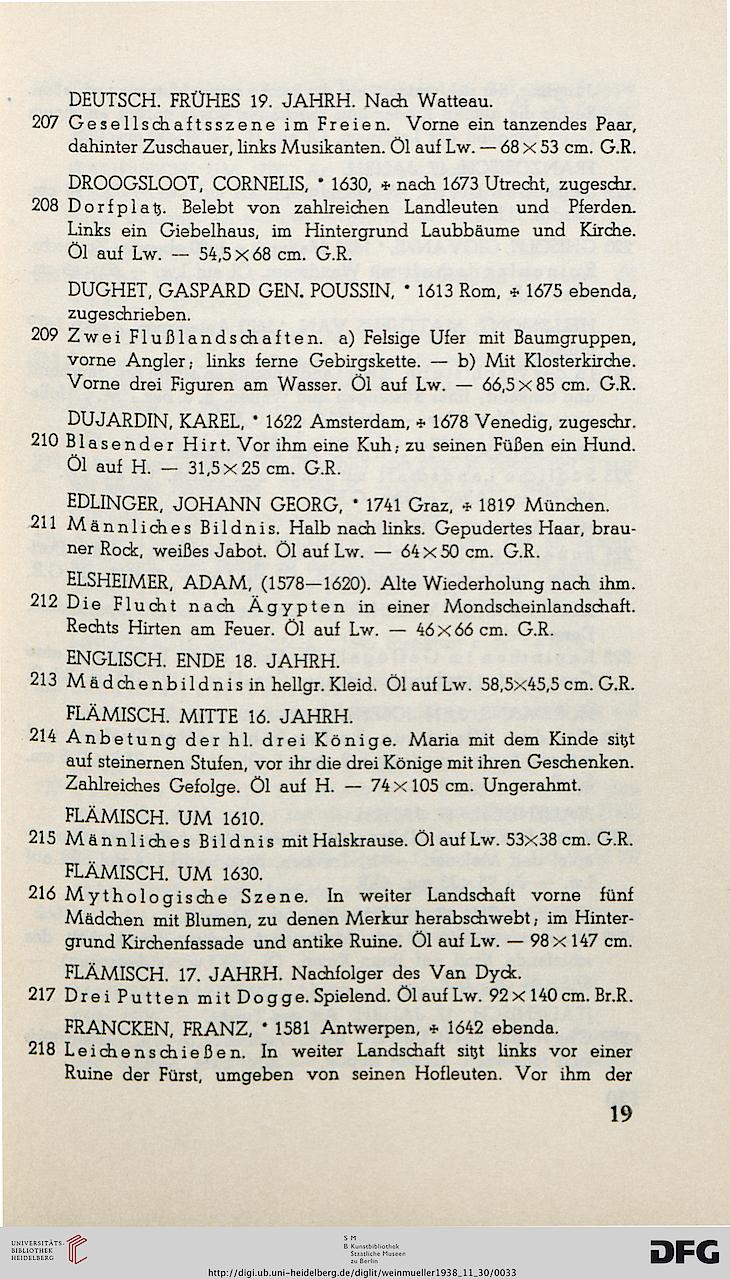 DEUTSCH. FRÜHES 19. JAHRH. Nach Watteau.
207 Gesellschaftsszene im Freien. Vorne ein tanzendes Paar,
dahinter Zuschauer, links Musikanten. Öl auf Lw. — 68×53 cm. G.R.
DROOGSLOOT, CORNELIS, * 1630, + nach 1673 Utrecht, zugeschr.
208 Dorfplatz. Belebt von zahlreichen Landleuten und Pferden.
Links ein Giebelhaus, im Hintergrund Laubbäume und Kirche.
Öl auf Lw. — 54,5×68 cm. G.R.
DUGHET, GASPARD GEN. POUSSIN, * 1613 Rom, + 1675 ebenda,
zugeschrieben.
209 Zwei Flußlandschaften. a) Felsige Ufer mit Baumgruppen,
vorne Angler; links ferne Gebirgskette. — b) Mit Klosterkirche.
Vorne drei Figuren am Wasser. Öl auf Lw. — 66,5×85 cm. G.R.
DUJARDIN, KAREL, * 1622 Amsterdam, + 1678 Venedig, zugeschr.
210 Blasender Hirt. Vor ihm eine Kuh; zu seinen Füßen ein Hund.
Öl auf H. — 31,5×25 cm. G.R.
EDLINGER, JOHANN GEORG, * 1741 Graz, + 1819 München.
211 Männliches Bildnis. Halb nach links. Gepudertes Haar, brau-
ner Rock, weißes Jabot. Öl auf Lw. — 64×50 cm. G.R.
ELSHEIMER, ADAM, (1578—1620). Alte Wiederholung nach ihm.
212 Die Flucht nach Ägypten in einer Mondscheinlandschaft.
Rechts Hirten am Feuer. Öl auf Lw. — 46×66 cm. G.R.
ENGLISCH. ENDE 18. JAHRH.
213 Mädchenbildnis in hellgr. Kleid. Öl auf Lw. 58,5×45,5 cm. G.R.
FLÄMISCH. MITTE 16. JAHRH.
214 Anbetung der hl. drei Könige. Maria mit dem Kinde sitzt
auf steinernen Stufen, vor ihr die drei Könige mit ihren Geschenken.
Zahlreiches Gefolge. Öl auf H. — 74×105 cm. Ungerahmt.
FLÄMISCH. UM 1610.
215 Männliches Bildnis mit Halskrause. Öl auf Lw. 53×38 cm. G.R.
FLÄMISCH. UM 1630.
216 Mythologische Szene. In weiter Landschaft vorne fünf
Mädchen mit Blumen, zu denen Merkur herabschwebt; im Hinter-
grund Kirchenfassade und antike Ruine. Öl auf Lw. — 98×147 cm.
FLÄMISCH. 17. JAHRH. Nachfolger des Van Dyck.
217 Drei Putten mit Dogge. Spielend. Öl auf Lw. 92×140 cm. Br.R.
FRANCKEN, FRANZ, * 1581 Antwerpen, + 1642 ebenda.
218 Leichenschießen. In weiter Landschaft sitzt links vor einer
Ruine der Fürst, umgeben von seinen Hofleuten. Vor ihm der
19
UNIVERSITÄTS-
BIBLIOTHEK
HEIDELBERG
S M
B Kunstbibliothek
Staatliche Museen
zu Berlin
DFG
http://digi.ub.uni-heidelberg.de/diglit/weinmueller1938_11_30/0033